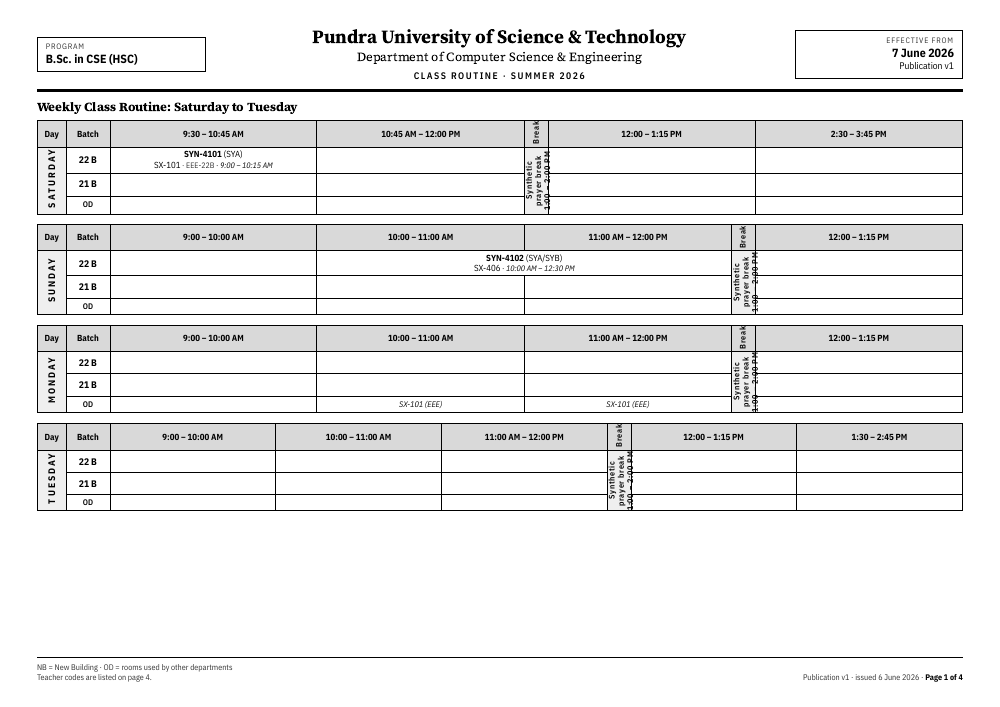 PROGRAM
B.Sc. in CSE (HSC)
Pundra University of Science & Technology
Department of Computer Science & Engineering
CLASS ROUTINE · SUMMER 2026
EFFECTIVE FROM
7 June 2026
Publication v1
Weekly Class Routine: Saturday to Tuesday
Day Batch 9:30 – 10:45 AM 10:45 AM – 12:00 PM Break 12:00 – 1:15 PM 2:30 – 3:45 PM
SATURDAY
22 B
SYN-4101 (SYA)
SX-101 · EEE-22B · 9:00 – 10:15 AM
Synthetic
prayer break
1:00 – 2:00 PM
21 B
OD
Day Batch 9:00 – 10:00 AM 10:00 – 11:00 AM 11:00 AM – 12:00 PM Break 12:00 – 1:15 PM
SUNDAY
22 B
SYN-4102 (SYA/SYB)
SX-406 · 10:00 AM – 12:30 PM
Synthetic
prayer break
1:00 – 2:00 PM
21 B
OD
Day Batch 9:00 – 10:00 AM 10:00 – 11:00 AM 11:00 AM – 12:00 PM Break 12:00 – 1:15 PM
MONDAY
22 B
Synthetic
prayer break
1:00 – 2:00 PM
21 B
OD SX-101 (EEE) SX-101 (EEE)
Day Batch 9:00 – 10:00 AM 10:00 – 11:00 AM 11:00 AM – 12:00 PM Break 12:00 – 1:15 PM 1:30 – 2:45 PM
TUESDAY
22 B
Synthetic
prayer break
1:00 – 2:00 PM
21 B
OD
NB = New Building · OD = rooms used by other departments
Teacher codes are listed on page 4.
Publication v1 · issued 6 June 2026 · Page 1 of 4